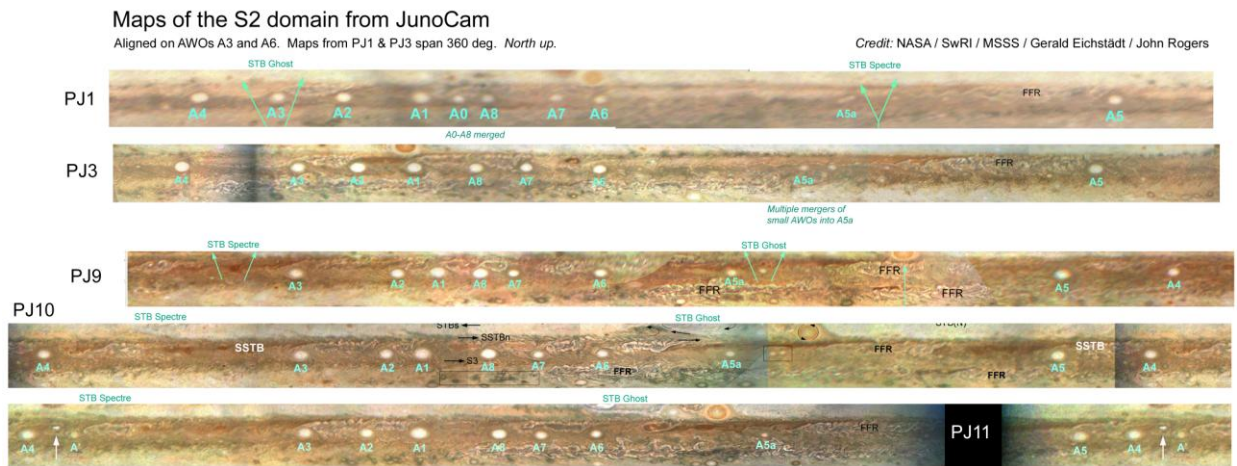 Maps of the S2 domain from JunoCam
Aligned on AWOs A3 and A6. Maps from PJ1 & PJ3 span 360 deg. North up.
Credit: NASA / SwRI / MSSS / Gerald Eichstädt / John Rogers
STB Ghost STB Spectre
PJ1
FFR
A4 A3 A2 A1 A0 A8 A7 A6 A5a A5
A0-A8 merged
PJ3
FFR
A4 A3 A2 A1 A8 A7 A6 A5a A5
Multiple mergers of
small AWOs into A5a
STB Spectre STB Ghost
PJ9
FFR
A3 A2 A1 A8 A7 A6 A5a A5 A4
FFR FFR
PJ10
STB Spectre STB Ghost
STBs
SSTB SSTBn FFR SSTB
S3
A4 A3 A2 A1 A8 A7 A6 A5a A5 A4
FFR FFR
STB Spectre STB Ghost
FFR PJ11
A4 A' A3 A2 A1 A8 A7 A6 A5a A5 A4 A'